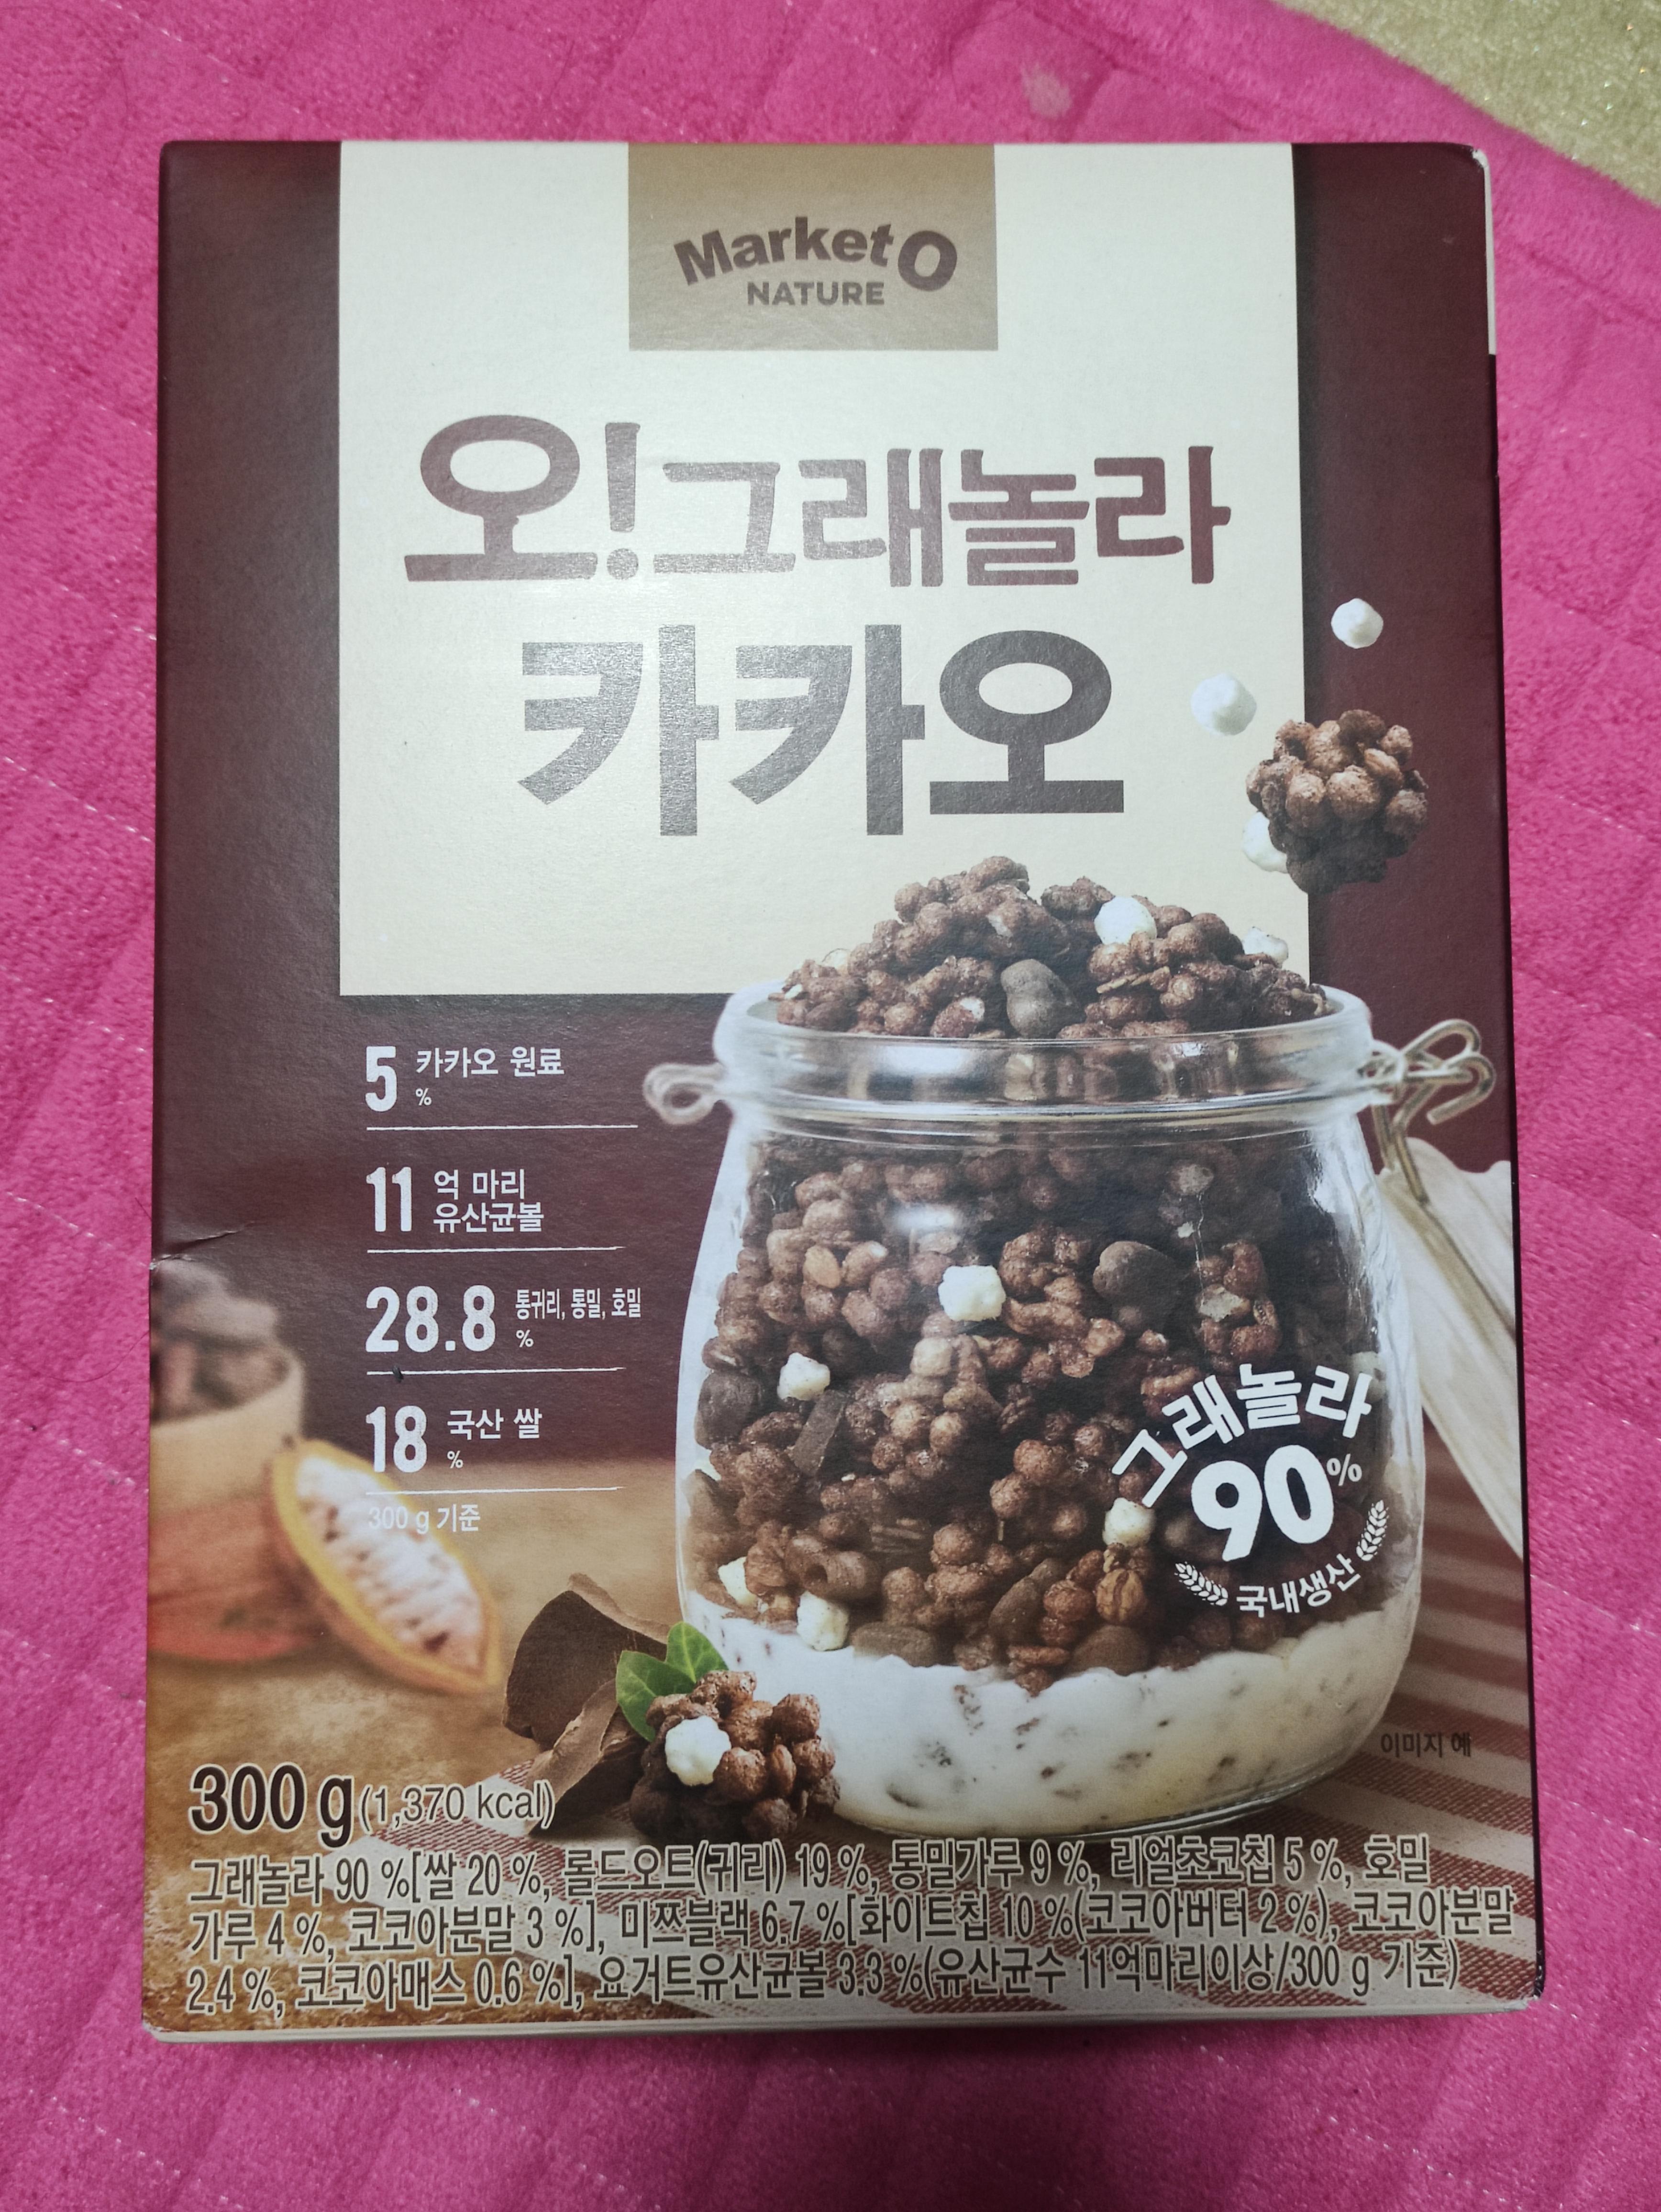 Market O
NATURE
오!그래놀라
카카오
5 % 카카오 원료
11 억 마리
유산균볼
28.8 % 통귀리, 통밀, 호밀
18 % 국산 쌀
300 g 기준
그래놀라
90%
국내생산
이미지 예
300 g (1,370 kcal)
그래놀라 90 %[쌀 20 %, 롤드오트(귀리) 19 %, 통밀가루 9 %, 리얼초코칩 5 %, 호밀
가루 4 %, 코코아분말 3 %], 미쯔블랙 6.7 %[화이트칩 10 %(코코아버터 2 %), 코코아분말
2.4 %, 코코아매스 0.6 %], 요거트유산균볼 3.3 %(유산균수 11억마리이상/300 g 기준)